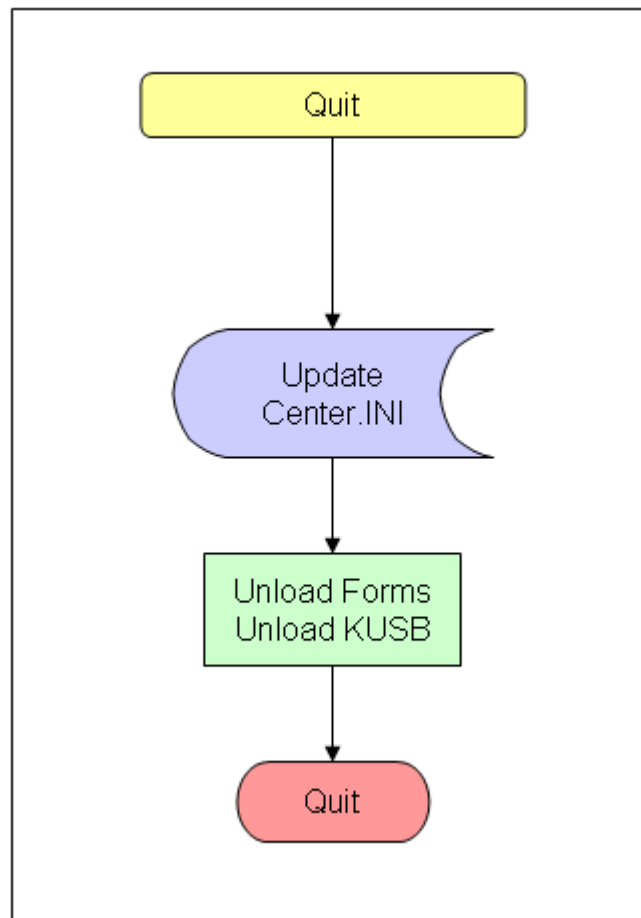 Quit
Update
Center.INI
Unload Forms
Unload KUSB
Quit